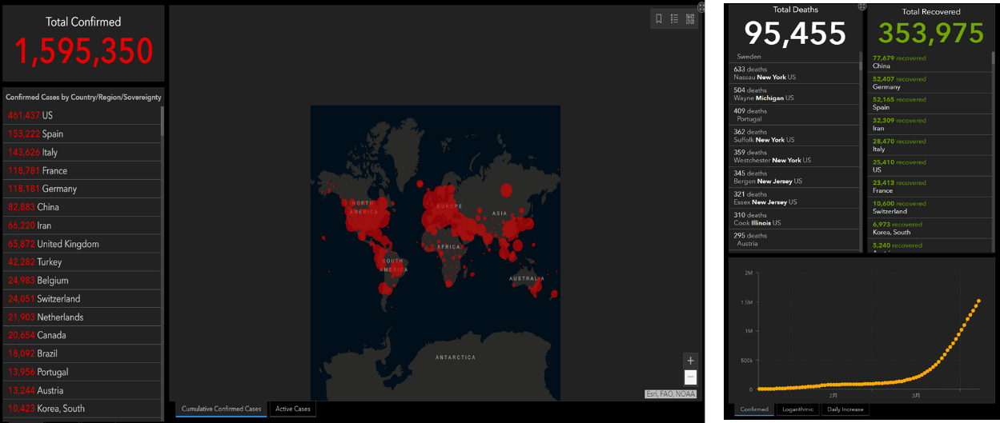 Total Confirmed
1,595,350
Confirmed Cases by Country/Region/Sovereignty
461,437 US
153,222 Spain
143,626 Italy
118,781 France
118,181 Germany
82,883 China
66,220 Iran
65,872 United Kingdom
42,282 Turkey
24,983 Belgium
24,051 Switzerland
21,903 Netherlands
20,654 Canada
18,092 Brazil
13,956 Portugal
13,244 Austria
10,423 Korea, South
NORTH
AMERICA
EUROPE
ASIA
AFRICA
SOUTH
AMERICA
AUSTRALIA
ANTARCTICA
Esri, FAO, NOAA
Cumulative Confirmed Cases
Active Cases
Total Deaths
95,455
Sweden
633 deaths
Nassau New York US
504 deaths
Wayne Michigan US
409 deaths
Portugal
362 deaths
Suffolk New York US
359 deaths
Westchester New York US
345 deaths
Bergen New Jersey US
321 deaths
Essex New Jersey US
310 deaths
Cook Illinois US
295 deaths
Austria
Total Recovered
353,975
77,679 recovered
China
52,407 recovered
Germany
52,165 recovered
Spain
32,309 recovered
Iran
28,470 recovered
Italy
25,410 recovered
US
23,413 recovered
France
10,600 recovered
Switzerland
6,973 recovered
Korea, South
5,240 recovered
2M
1.5M
1M
500k
0
2月
3月
Confirmed
Logarithmic
Daily Increase